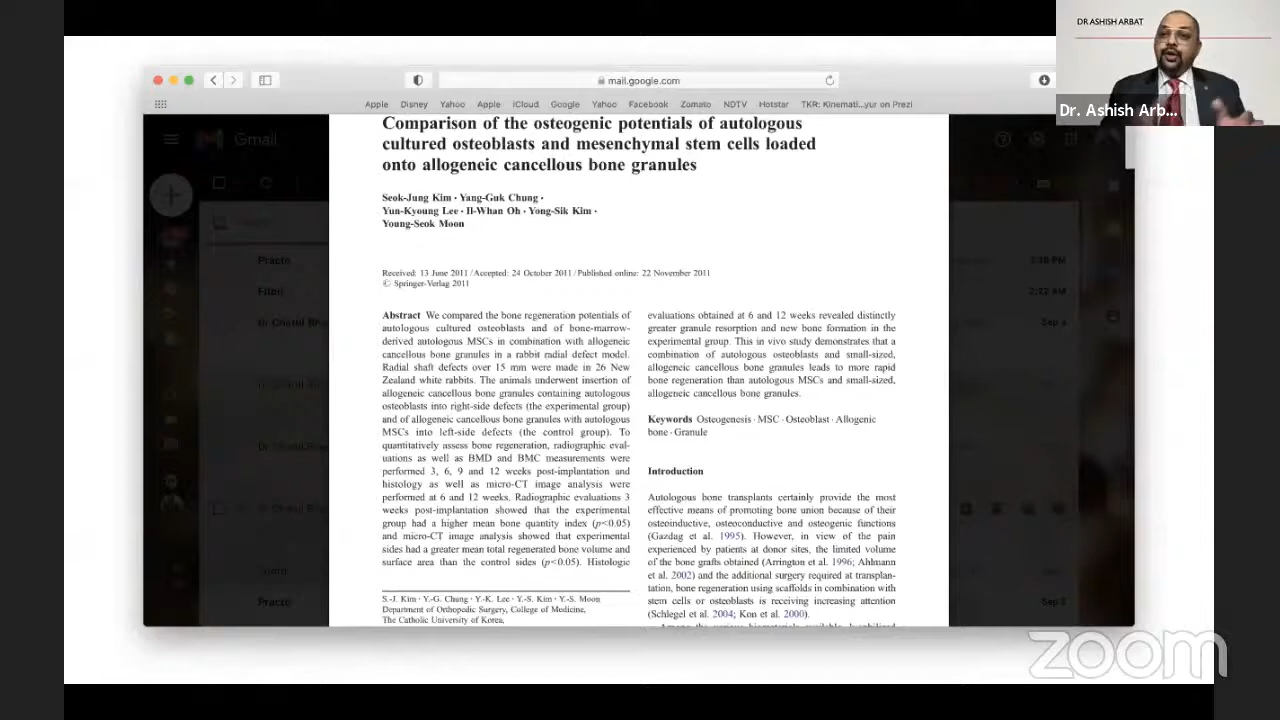 DR ASHISH ARBAT
Dr. Ashish Arb...
mail.google.com
Apple Disney Yahoo Apple iCloud Google Yahoo Facebook Zomato NDTV Hotstar TKR: Kinemati...yur on Prezi
Gmail
Comparison of the osteogenic potentials of autologous
cultured osteoblasts and mesenchymal stem cells loaded
onto allogeneic cancellous bone granules
Seok-Jung Kim · Yang-Guk Chung ·
Yun-Kyoung Lee · Il-Whan Oh · Yong-Sik Kim ·
Young-Seok Moon
Practo
3:38 PM
Received: 13 June 2011 / Accepted: 24 October 2011 / Published online: 22 November 2011
© Springer-Verlag 2011
Abstract We compared the bone regeneration potentials of
autologous cultured osteoblasts and of bone-marrow-
derived autologous MSCs in combination with allogeneic
cancellous bone granules in a rabbit radial defect model.
Radial shaft defects over 15 mm were made in 26 New
Zealand white rabbits. The animals underwent insertion of
allogeneic cancellous bone granules containing autologous
osteoblasts into right-side defects (the experimental group)
and of allogeneic cancellous bone granules with autologous
MSCs into left-side defects (the control group). To
quantitatively assess bone regeneration, radiographic eval-
uations as well as BMD and BMC measurements were
performed 3, 6, 9 and 12 weeks post-implantation and
histology as well as micro-CT image analysis were
performed at 6 and 12 weeks. Radiographic evaluations 3
weeks post-implantation showed that the experimental
group had a higher mean bone quantity index (p<0.05)
and micro-CT image analysis showed that experimental
sides had a greater mean total regenerated bone volume and
surface area than the control sides (p<0.05). Histologic
S.-J. Kim · Y.-G. Chung · Y.-K. Lee · Y.-S. Kim · Y.-S. Moon
Department of Orthopedic Surgery, College of Medicine,
The Catholic University of Korea,
evaluations obtained at 6 and 12 weeks revealed distinctly
greater granule resorption and new bone formation in the
experimental group. This in vivo study demonstrates that a
combination of autologous osteoblasts and small-sized,
allogeneic cancellous bone granules leads to more rapid
bone regeneration than autologous MSCs and small-sized,
allogeneic cancellous bone granules.
Keywords Osteogenesis · MSC · Osteoblast · Allogenic
bone · Granule
Introduction
Autologous bone transplants certainly provide the most
effective means of promoting bone union because of their
osteoinductive, osteoconductive and osteogenic functions
(Gazdag et al. 1995). However, in view of the pain
experienced by patients at donor sites, the limited volume
of the bone grafts obtained (Arrington et al. 1996; Ahlmann
et al. 2002) and the additional surgery required at transplan-
tation, bone regeneration using scaffolds in combination with
stem cells or osteoblasts is receiving increasing attention
(Schlegel et al. 2004; Kon et al. 2000).
Practo
zoom